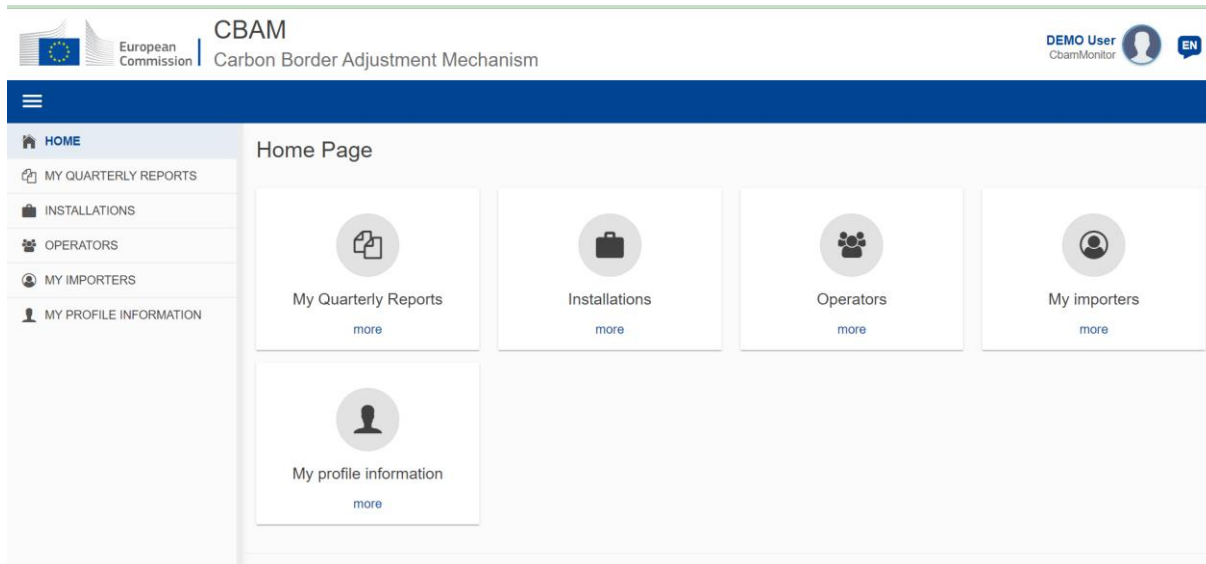 European
Commission
CBAM
Carbon Border Adjustment Mechanism
DEMO User
CbamMonitor
EN
HOME
MY QUARTERLY REPORTS
INSTALLATIONS
OPERATORS
MY IMPORTERS
MY PROFILE INFORMATION
Home Page
My Quarterly Reports
more
Installations
more
Operators
more
My importers
more
My profile information
more